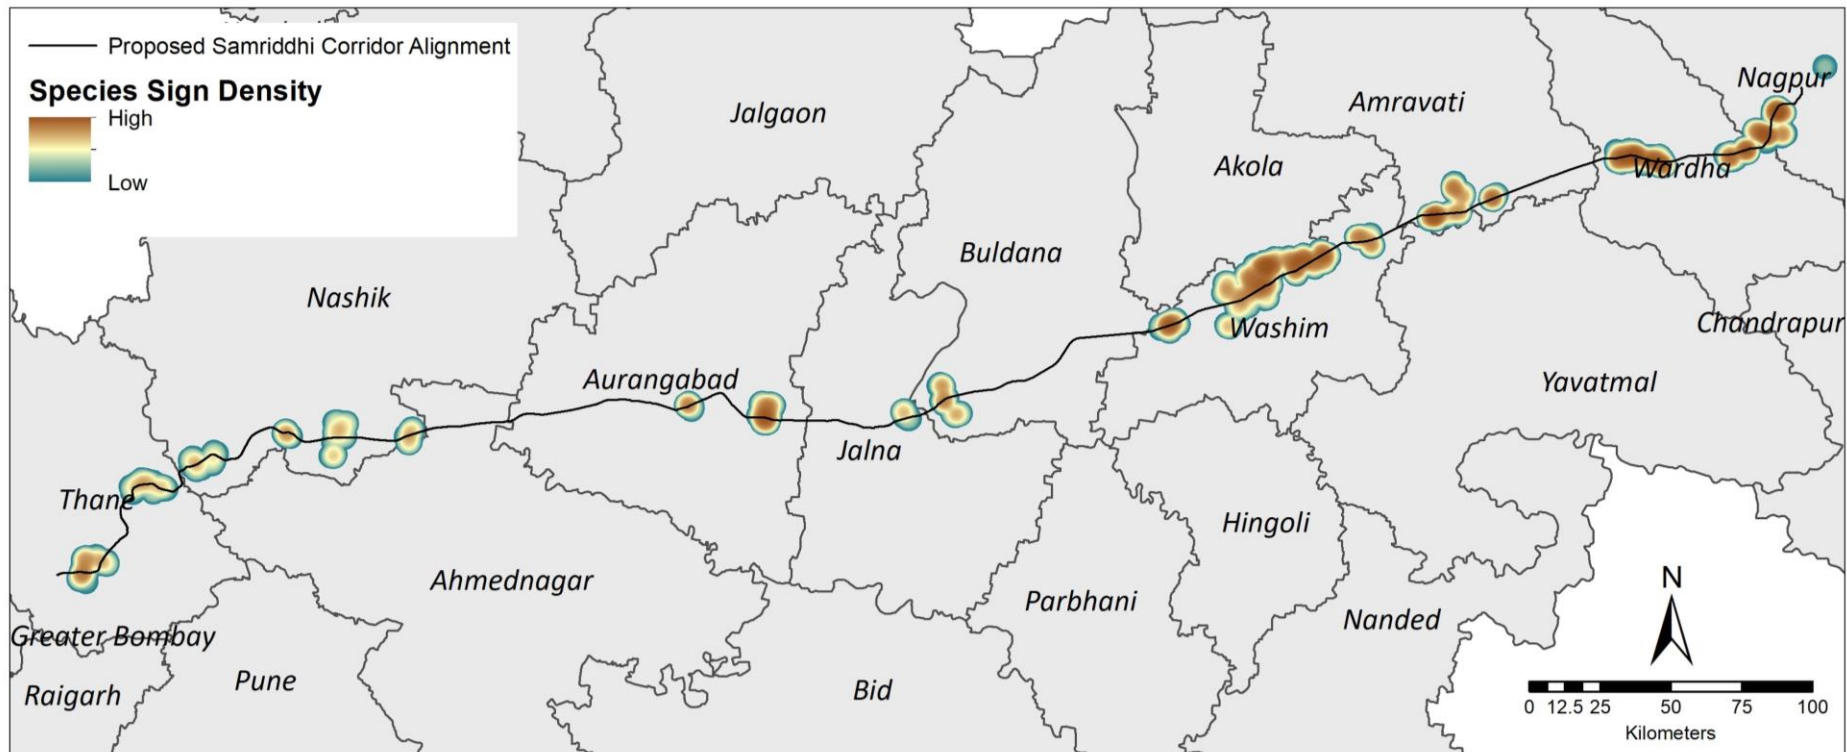 Proposed Samriddhi Corridor Alignment
Species Sign Density
High
Low
Nagpur
Jalgaon
Amravati
Akola
Wardha
Buldana
Nashik
Washim
Chandrapur
Aurangabad
Yavatmal
Jalna
Thane
Hingoli
Ahmednagar
Parbhani
Nanded
Greater Bombay
Pune
Raigarh
Bid
N
0 12.5 25 50 75 100
Kilometers